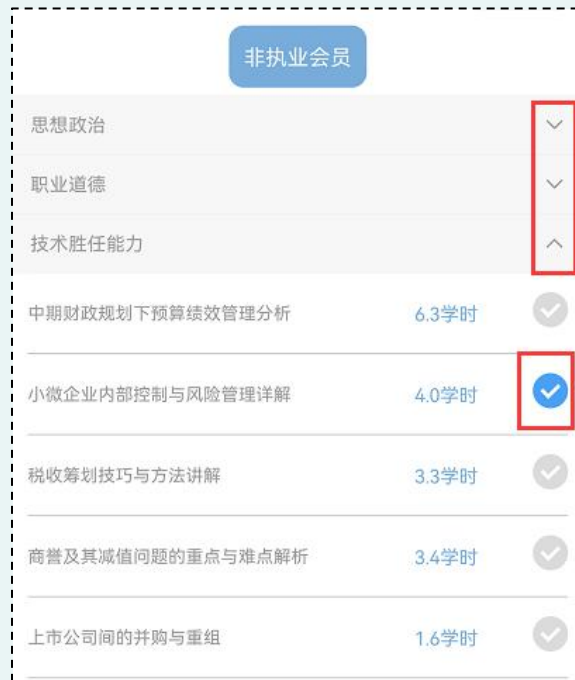 非执业会员
思想政治
职业道德
技术胜任能力
中期财政规划下预算绩效管理分析 6.3学时
小微企业内部控制与风险管理详解 4.0学时
税收筹划技巧与方法讲解 3.3学时
商誉及其减值问题的重点与难点解析 3.4学时
上市公司间的并购与重组 1.6学时